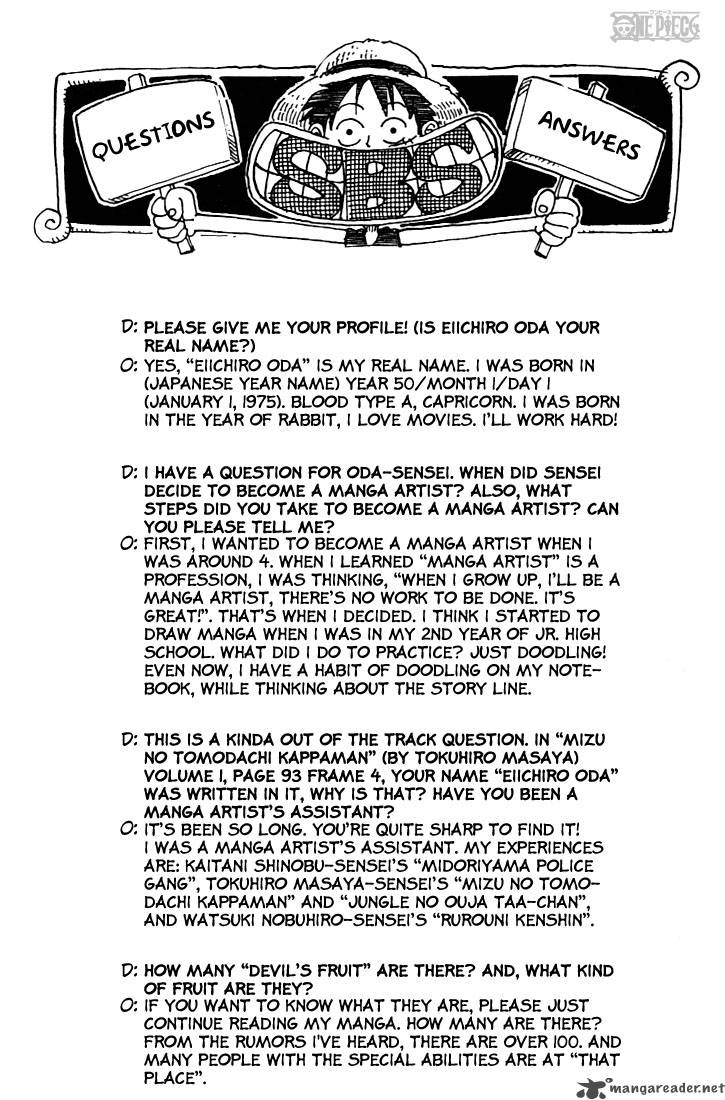 ワンピース
ONE PIECE
QUESTIONS
SBS
ANSWERS
D: PLEASE GIVE ME YOUR PROFILE! (IS EIICHIRO ODA YOUR
REAL NAME?)
O: YES, "EIICHIRO ODA" IS MY REAL NAME. I WAS BORN IN
(JAPANESE YEAR NAME) YEAR 50/MONTH 1/DAY 1
(JANUARY 1, 1975). BLOOD TYPE A, CAPRICORN. I WAS BORN
IN THE YEAR OF RABBIT, I LOVE MOVIES. I'LL WORK HARD!
D: I HAVE A QUESTION FOR ODA-SENSEI. WHEN DID SENSEI
DECIDE TO BECOME A MANGA ARTIST? ALSO, WHAT
STEPS DID YOU TAKE TO BECOME A MANGA ARTIST? CAN
YOU PLEASE TELL ME?
O: FIRST, I WANTED TO BECOME A MANGA ARTIST WHEN I
WAS AROUND 4. WHEN I LEARNED "MANGA ARTIST" IS A
PROFESSION, I WAS THINKING, "WHEN I GROW UP, I'LL BE A
MANGA ARTIST, THERE'S NO WORK TO BE DONE. IT'S
GREAT!". THAT'S WHEN I DECIDED. I THINK I STARTED TO
DRAW MANGA WHEN I WAS IN MY 2ND YEAR OF JR. HIGH
SCHOOL. WHAT DID I DO TO PRACTICE? JUST DOODLING!
EVEN NOW, I HAVE A HABIT OF DOODLING ON MY NOTE-
BOOK, WHILE THINKING ABOUT THE STORY LINE.
D: THIS IS A KINDA OUT OF THE TRACK QUESTION. IN "MIZU
NO TOMODACHI KAPPAMAN" (BY TOKUHIRO MASAYA)
VOLUME 1, PAGE 93 FRAME 4, YOUR NAME "EIICHIRO ODA"
WAS WRITTEN IN IT, WHY IS THAT? HAVE YOU BEEN A
MANGA ARTIST'S ASSISTANT?
O: IT'S BEEN SO LONG. YOU'RE QUITE SHARP TO FIND IT!
I WAS A MANGA ARTIST'S ASSISTANT. MY EXPERIENCES
ARE: KAITANI SHINOBU-SENSEI'S "MIDORIYAMA POLICE
GANG", TOKUHIRO MASAYA-SENSEI'S "MIZU NO TOMO-
DACHI KAPPAMAN" AND "JUNGLE NO OUJA TAA-CHAN",
AND WATSUKI NOBUHIRO-SENSEI'S "RUROUNI KENSHIN".
D: HOW MANY "DEVIL'S FRUIT" ARE THERE? AND, WHAT KIND
OF FRUIT ARE THEY?
O: IF YOU WANT TO KNOW WHAT THEY ARE, PLEASE JUST
CONTINUE READING MY MANGA. HOW MANY ARE THERE?
FROM THE RUMORS I'VE HEARD, THERE ARE OVER 100. AND
MANY PEOPLE WITH THE SPECIAL ABILITIES ARE AT "THAT
PLACE".
mangareader.net